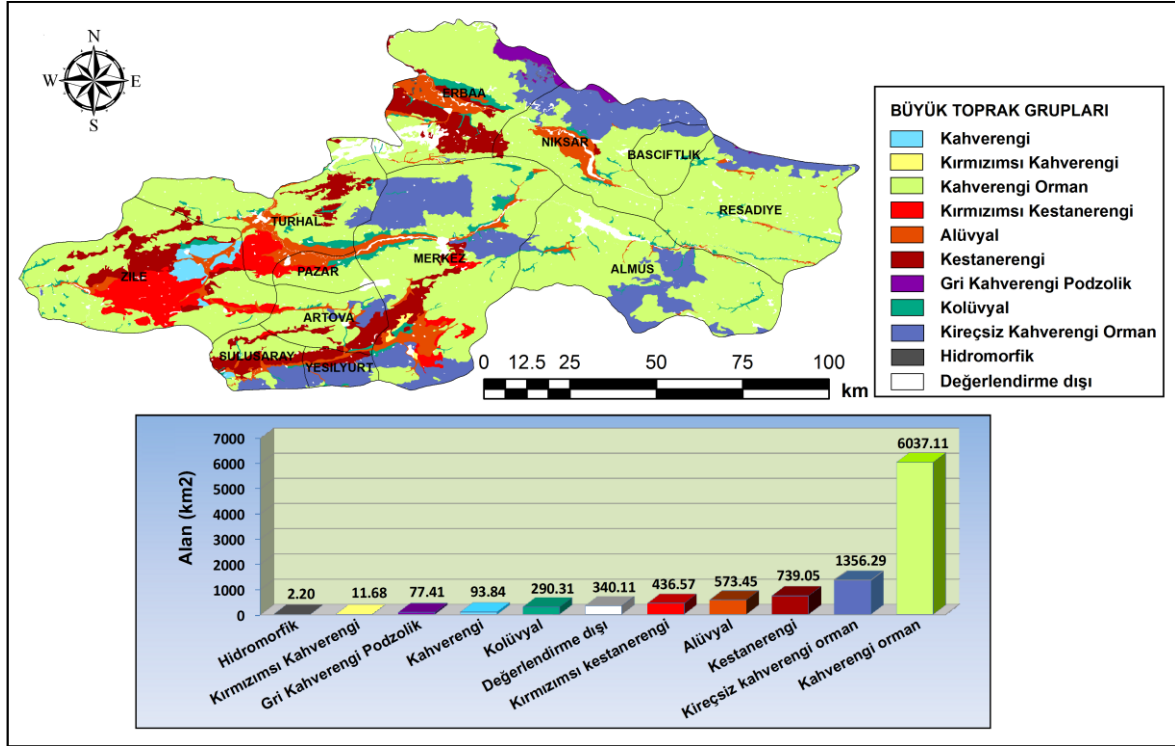 N
W
E
S
ERBAA
NIKSAR
BASCIFTLIK
RESADIYE
TURHAL
MERKEZ
PAZAR
ALMUS
ZILE
ARTOVA
SULUSARAY
YESILYURT
0 12.5 25 50 75 100
km
BÜYÜK TOPRAK GRUPLARI
Kahverengi
Kırmızımsı Kahverengi
Kahverengi Orman
Kırmızımsı Kestanerengi
Alüvyal
Kestanerengi
Gri Kahverengi Podzolik
Kolüvyal
Kireçsiz Kahverengi Orman
Hidromorfik
Değerlendirme dışı
Alan (km2)
7000
6000
5000
4000
3000
2000
1000
0
2.20
11.68
77.41
93.84
290.31
340.11
436.57
573.45
739.05
1356.29
6037.11
Hidromorfik
Kırmızımsı Kahverengi
Gri Kahverengi Podzolik
Kahverengi
Kolüvyal
Değerlendirme dışı
Kırmızımsı kestanerengi
Alüvyal
Kestanerengi
Kireçsiz kahverengi orman
Kahverengi orman